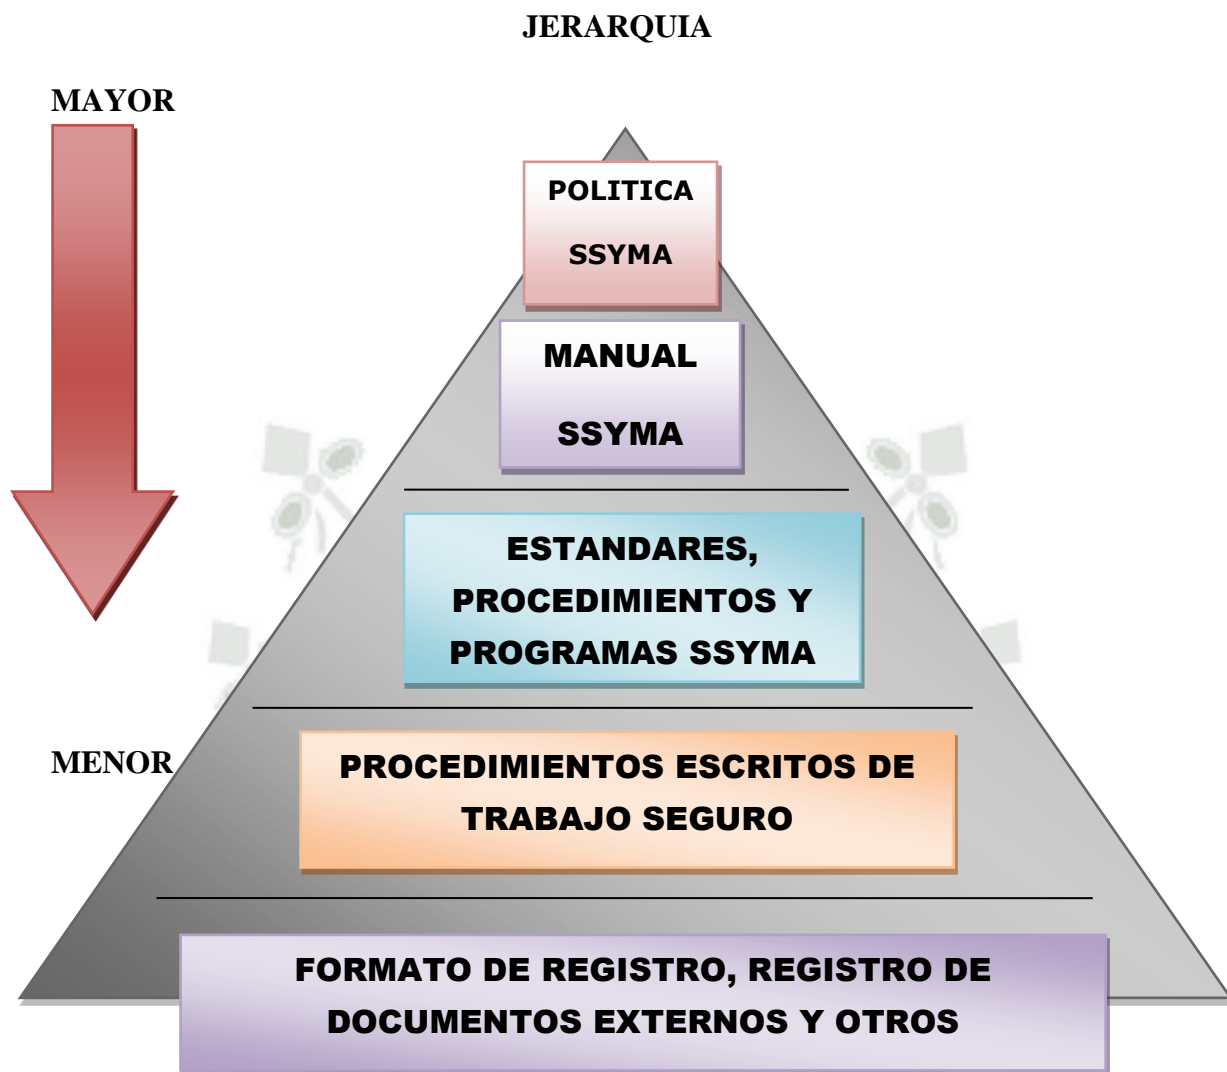 JERARQUIA
MAYOR
POLITICA
SSYMA
MANUAL
SSYMA
ESTANDARES,
PROCEDIMIENTOS Y
PROGRAMAS SSYMA
MENOR
PROCEDIMIENTOS ESCRITOS DE
TRABAJO SEGURO
FORMATO DE REGISTRO, REGISTRO DE
DOCUMENTOS EXTERNOS Y OTROS